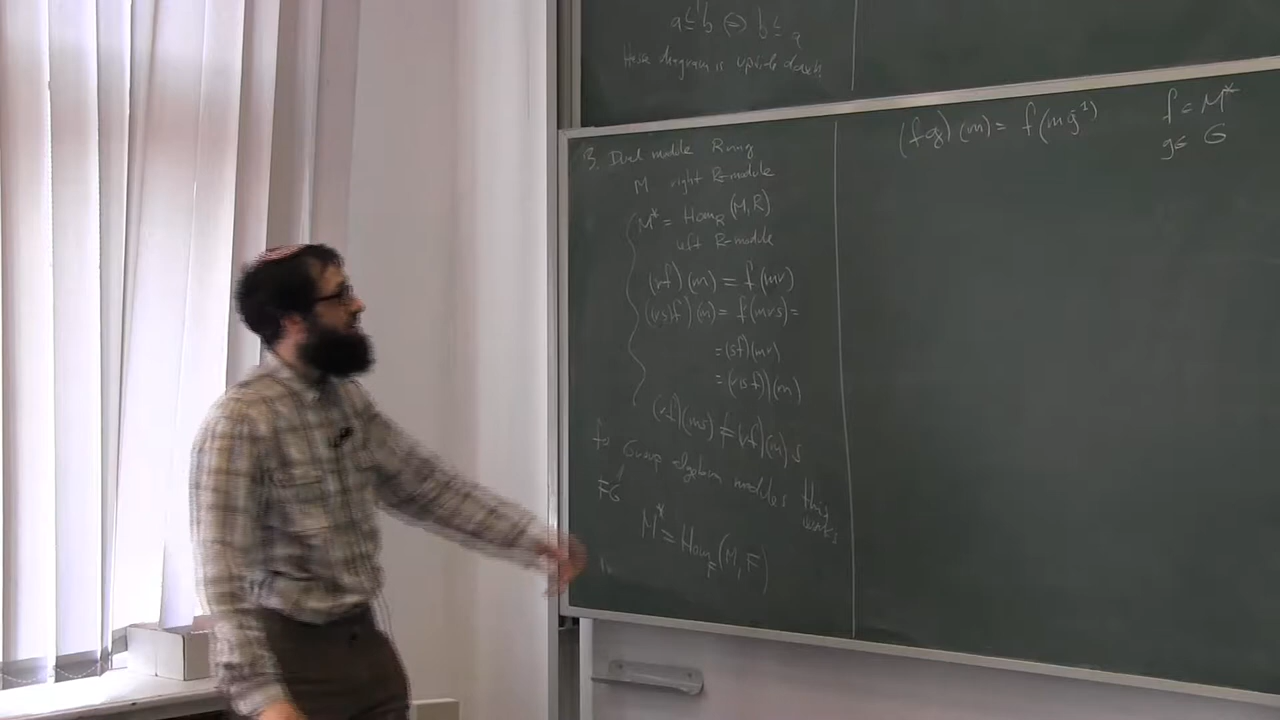 a ≤' b ⇔ b ≤ a
Hasse diagram is upside down
3. Dual module R ring
M right R-module
M* = Hom_R (M, R)
left R-module
(rf)(m) = f(mr)
((rs)f)(m) = f(mrs) =
= (sf)(mr)
= (r(sf))(m)
(rf)(ms) ≠ (rf)(m) s
for Group algebra modules this works
FG
M* = Hom_F (M, F)
(fg)(m) = f(mg⁻¹)
f ∈ M*
g ∈ G